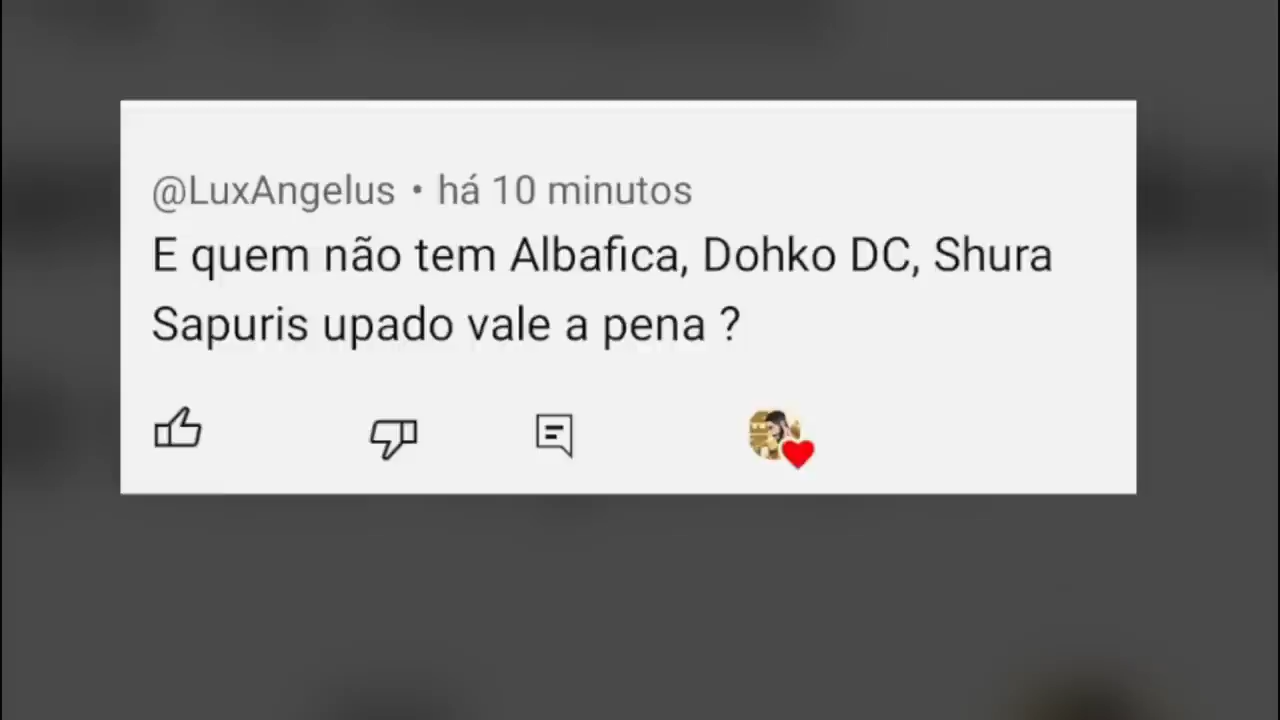 @LuxAngelus • há 10 minutos
E quem não tem Albafica, Dohko DC, Shura
Sapuris upado vale a pena ?